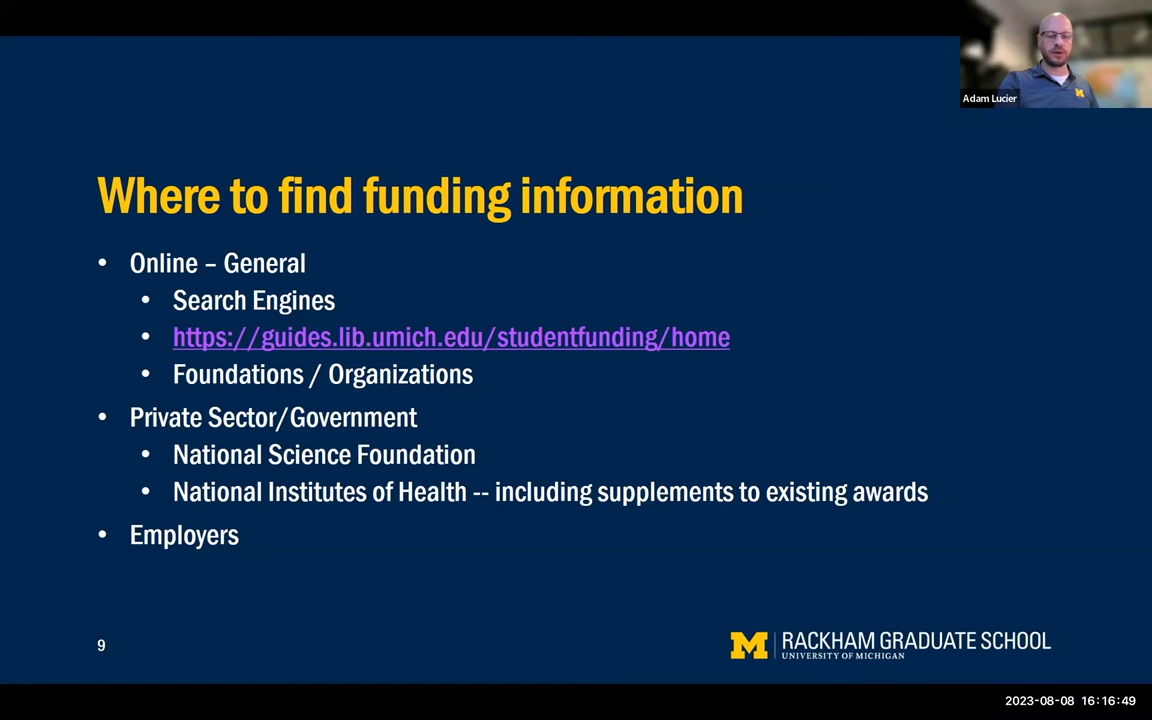 Adam Lucier
Where to find funding information
• Online – General
• Search Engines
• https://guides.lib.umich.edu/studentfunding/home
• Foundations / Organizations
• Private Sector/Government
• National Science Foundation
• National Institutes of Health -- including supplements to existing awards
• Employers
9
M
RACKHAM GRADUATE SCHOOL
UNIVERSITY OF MICHIGAN
2023-08-08 16:16:49